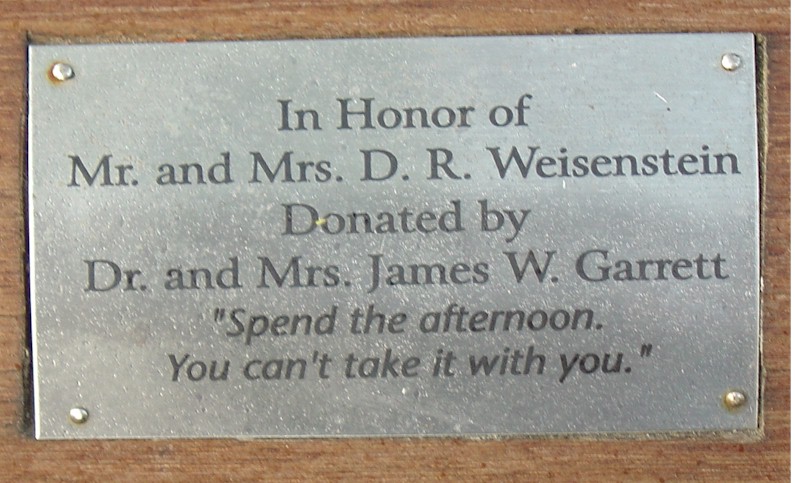 In Honor of
Mr. and Mrs. D. R. Weisenstein
Donated by
Dr. and Mrs. James W. Garrett
"Spend the afternoon.
You can't take it with you."